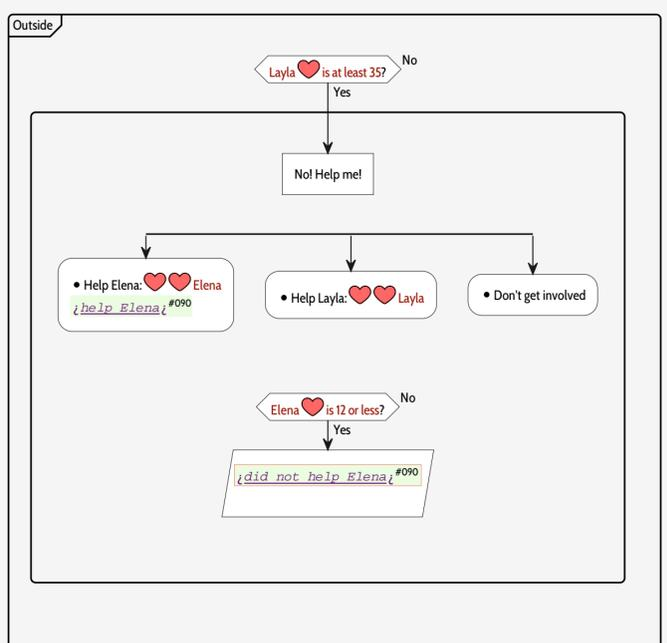 Outside
Layla ❤ is at least 35?
No
Yes
No! Help me!
• Help Elena: ❤❤ Elena
¿help Elena¿#090
• Help Layla: ❤❤ Layla
• Don't get involved
Elena ❤ is 12 or less?
No
Yes
¿did not help Elena¿#090